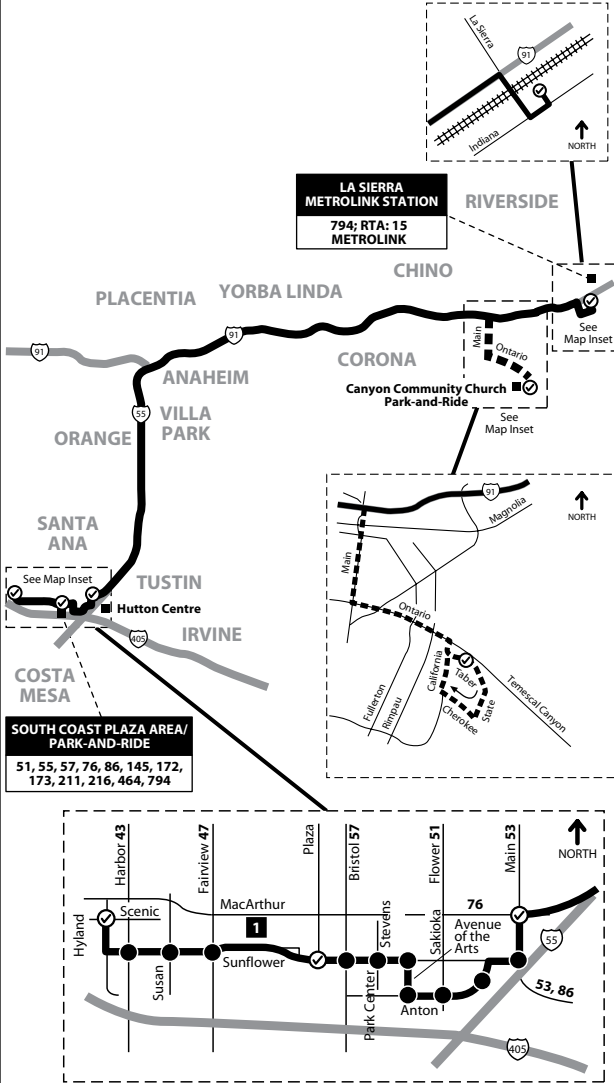 La Sierra
91
Indiana
NORTH
LA SIERRA
METROLINK STATION
794; RTA: 15
METROLINK
RIVERSIDE
CHINO
YORBA LINDA
PLACENTIA
91
See
Map Inset
Main
Ontario
CORONA
91
ANAHEIM
Canyon Community Church
Park-and-Ride
See
Map Inset
55
VILLA
PARK
ORANGE
SANTA
ANA
See Map Inset
TUSTIN
Hutton Centre
405
IRVINE
COSTA
MESA
91
Magnolia
NORTH
Main
Ontario
California
Taber
State
Cherokee
Temescal Canyon
Fullerton
Rimpau
SOUTH COAST PLAZA AREA/
PARK-AND-RIDE
51, 55, 57, 76, 86, 145, 172,
173, 211, 216, 464, 794
Harbor 43
Fairview 47
Plaza
Bristol 57
Flower 51
Main 53
NORTH
Hyland
Scenic
MacArthur
76
Stevens
Sakioka
Avenue
of the
Arts
1
Sunflower
Susan
Park Center
Anton
55
53, 86
405